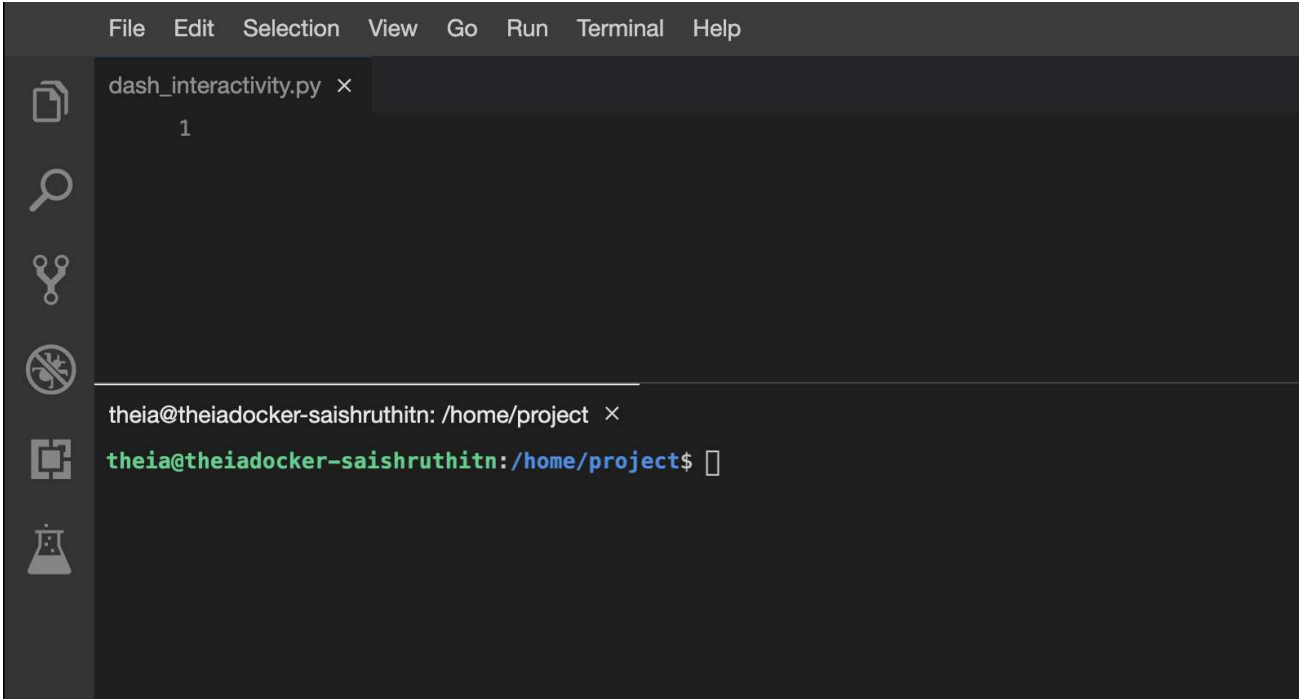 File Edit Selection View Go Run Terminal Help
dash_interactivity.py ×
1
theia@theiadocker-saishruthitn: /home/project ×
theia@theiadocker-saishruthitn:/home/project$